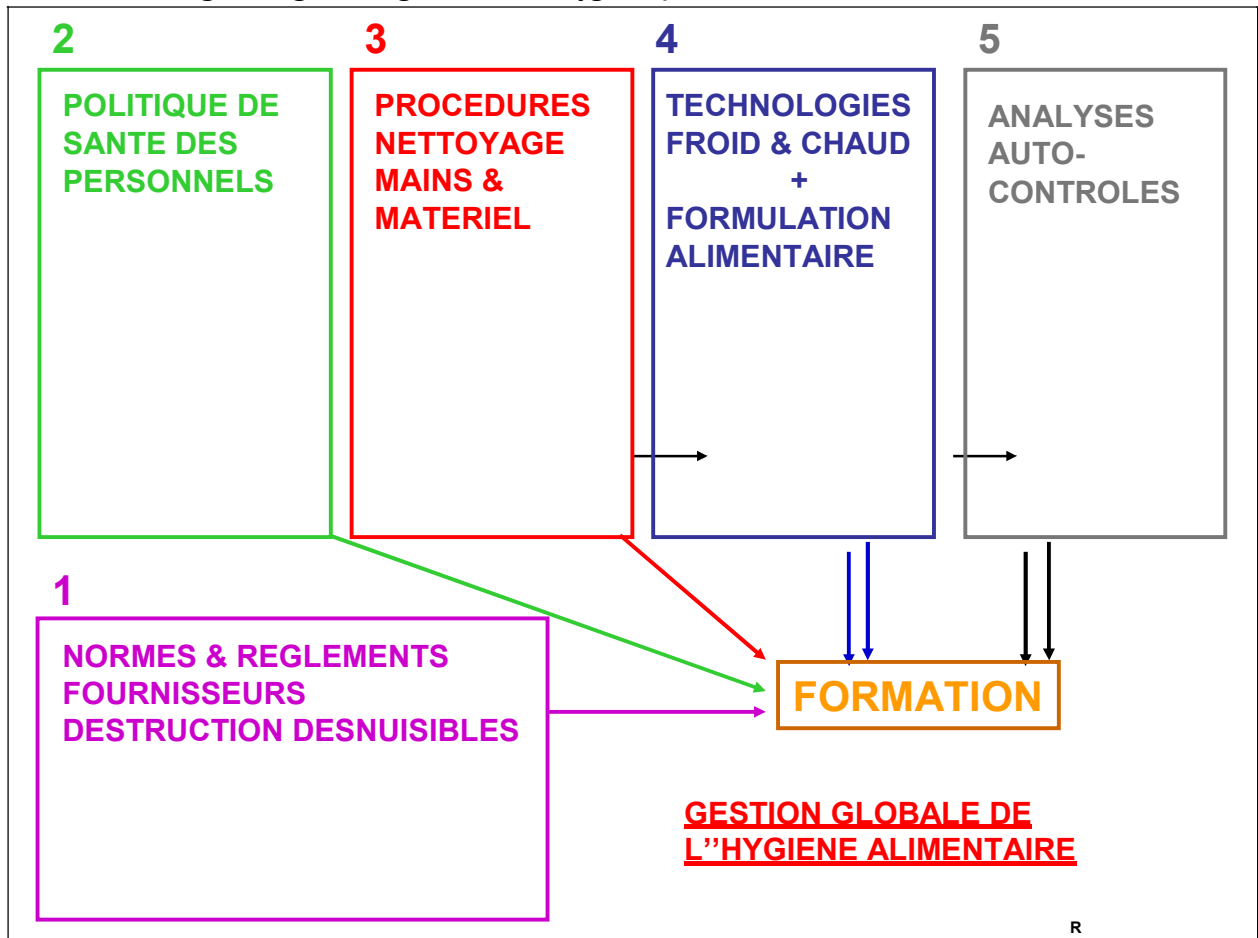 2
POLITIQUE DE
SANTE DES
PERSONNELS
3
PROCEDURES
NETTOYAGE
MAINS &
MATERIEL
4
TECHNOLOGIES
FROID & CHAUD
+
FORMULATION
ALIMENTAIRE
5
ANALYSES
AUTO-
CONTROLES
1
NORMES & REGLEMENTS
FOURNISSEURS
DESTRUCTION DESNUISIBLES
FORMATION
GESTION GLOBALE DE
L’’HYGIENE ALIMENTAIRE
R